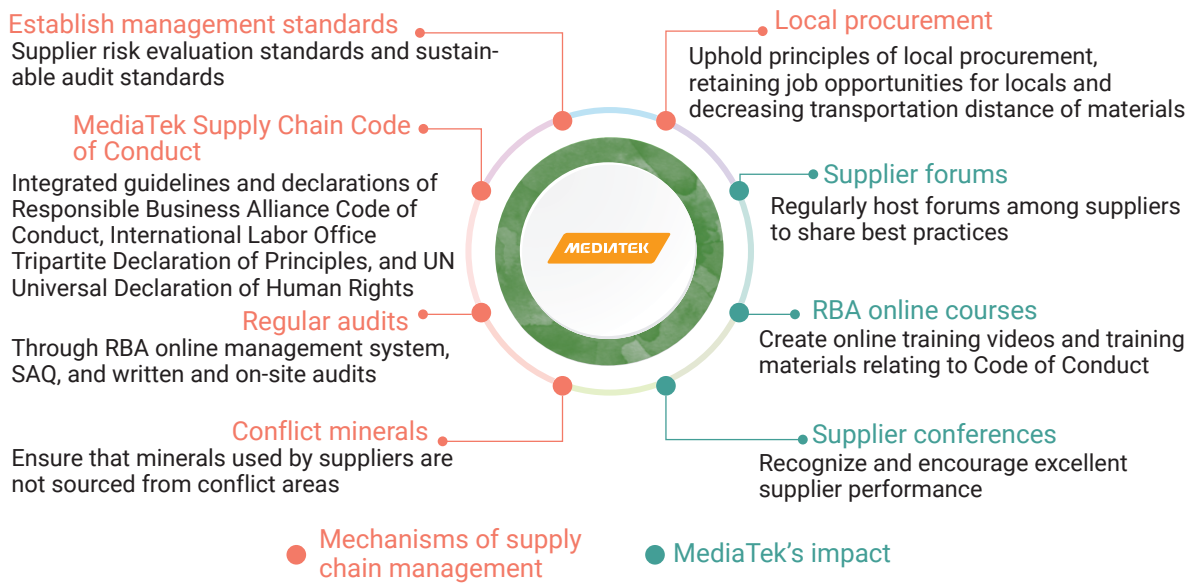 Establish management standards
Supplier risk evaluation standards and sustain-
able audit standards
MediaTek Supply Chain Code
of Conduct
Integrated guidelines and declarations of
Responsible Business Alliance Code of
Conduct, International Labor Office
Tripartite Declaration of Principles, and UN
Universal Declaration of Human Rights
Regular audits
Through RBA online management system,
SAQ, and written and on-site audits
Conflict minerals
Ensure that minerals used by suppliers are
not sourced from conflict areas
MEDIATEK
Local procurement
Uphold principles of local procurement,
retaining job opportunities for locals and
decreasing transportation distance of materials
Supplier forums
Regularly host forums among suppliers
to share best practices
RBA online courses
Create online training videos and training
materials relating to Code of Conduct
Supplier conferences
Recognize and encourage excellent
supplier performance
Mechanisms of supply
chain management
MediaTek's impact